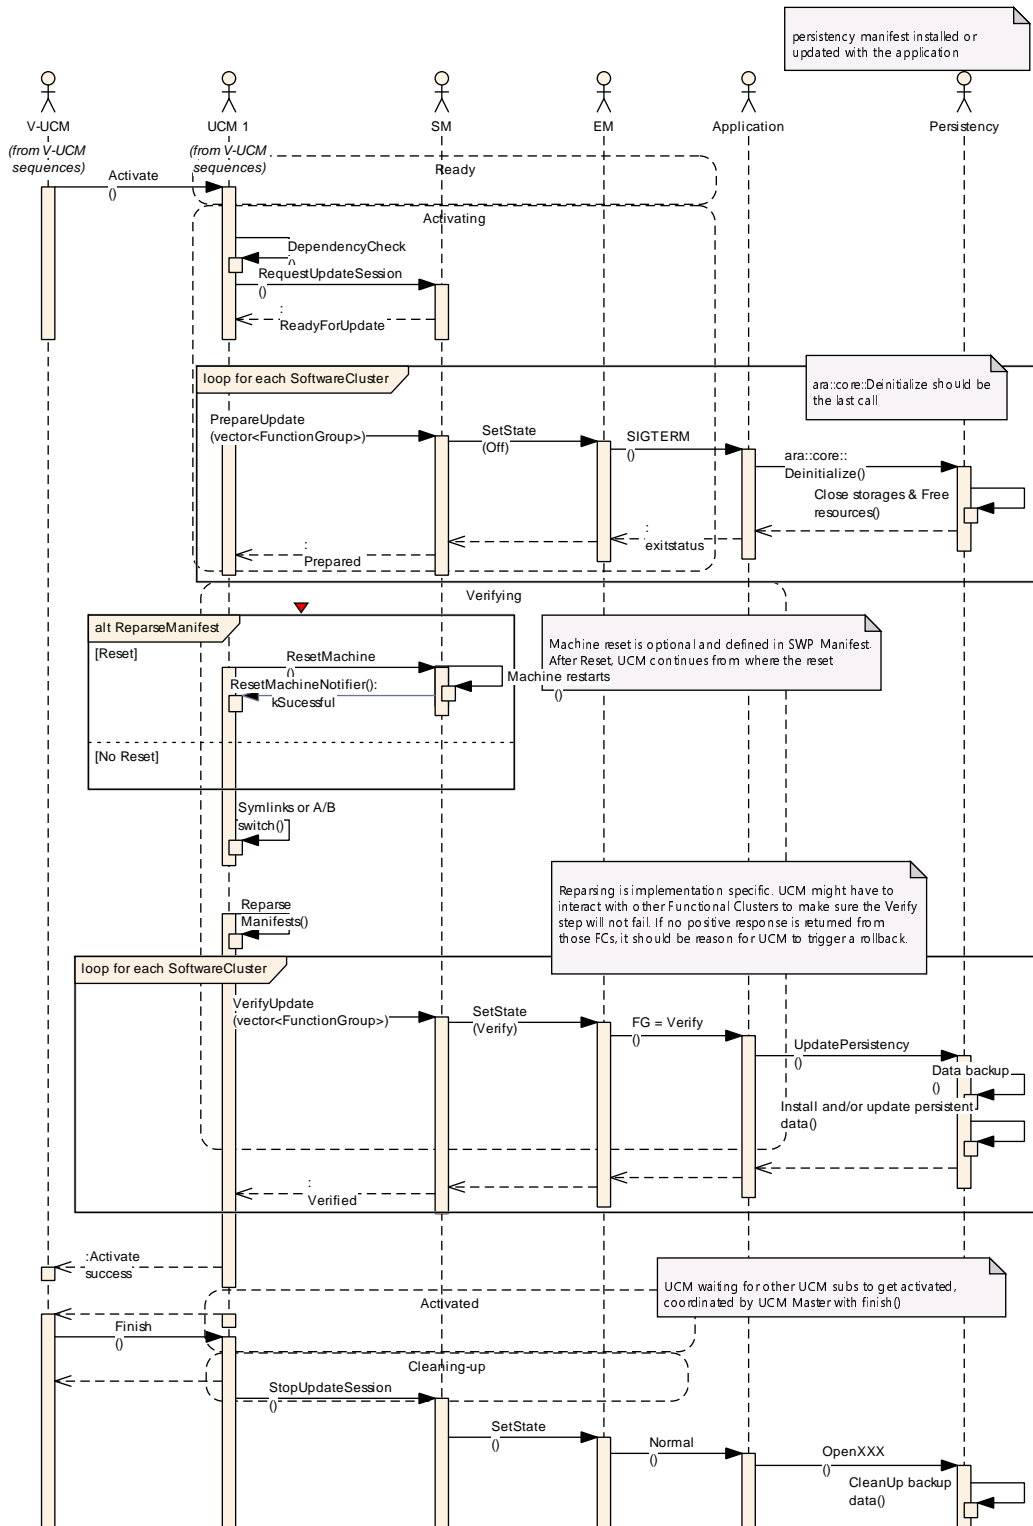 persistency manifest installed or
updated with the application
V-UCM
(from V-UCM
sequences)
UCM 1
(from V-UCM
sequences)
SM
EM
Application
Persistency
Ready
Activate
()
Activating
DependencyCheck
()
RequestUpdateSession
()
:
ReadyForUpdate
loop for each SoftwareCluster
ara::core::Deinitialize should be
the last call
PrepareUpdate
(vector<FunctionGroup>)
SetState
(Off)
SIGTERM
()
ara::core::
Deinitialize()
Close storages & Free
resources()
:
exitstatus
:
Prepared
Verifying
alt ReparseManifest
[Reset]
Machine reset is optional and defined in SWP Manifest.
After Reset, UCM continues from where the reset
ResetMachine
()
Machine restarts
()
ResetMachineNotifier():
kSucessful
[No Reset]
Symlinks or A/B
switch()
Reparsing is implementation specific. UCM might have to
interact with other Functional Clusters to make sure the Verify
step will not fail. If no positive response is returned from
those FCs, it should be reason for UCM to trigger a rollback.
Reparse
Manifests()
loop for each SoftwareCluster
VerifyUpdate
(vector<FunctionGroup>)
SetState
(Verify)
FG = Verify
()
UpdatePersistency
()
Data backup
()
Install and/or update persistent
data()
:
Verified
:Activate
success
UCM waiting for other UCM subs to get activated,
coordinated by UCM Master with finish()
Activated
Finish
()
Cleaning-up
StopUpdateSession
()
SetState
()
Normal
()
OpenXXX
()
CleanUp backup
data()